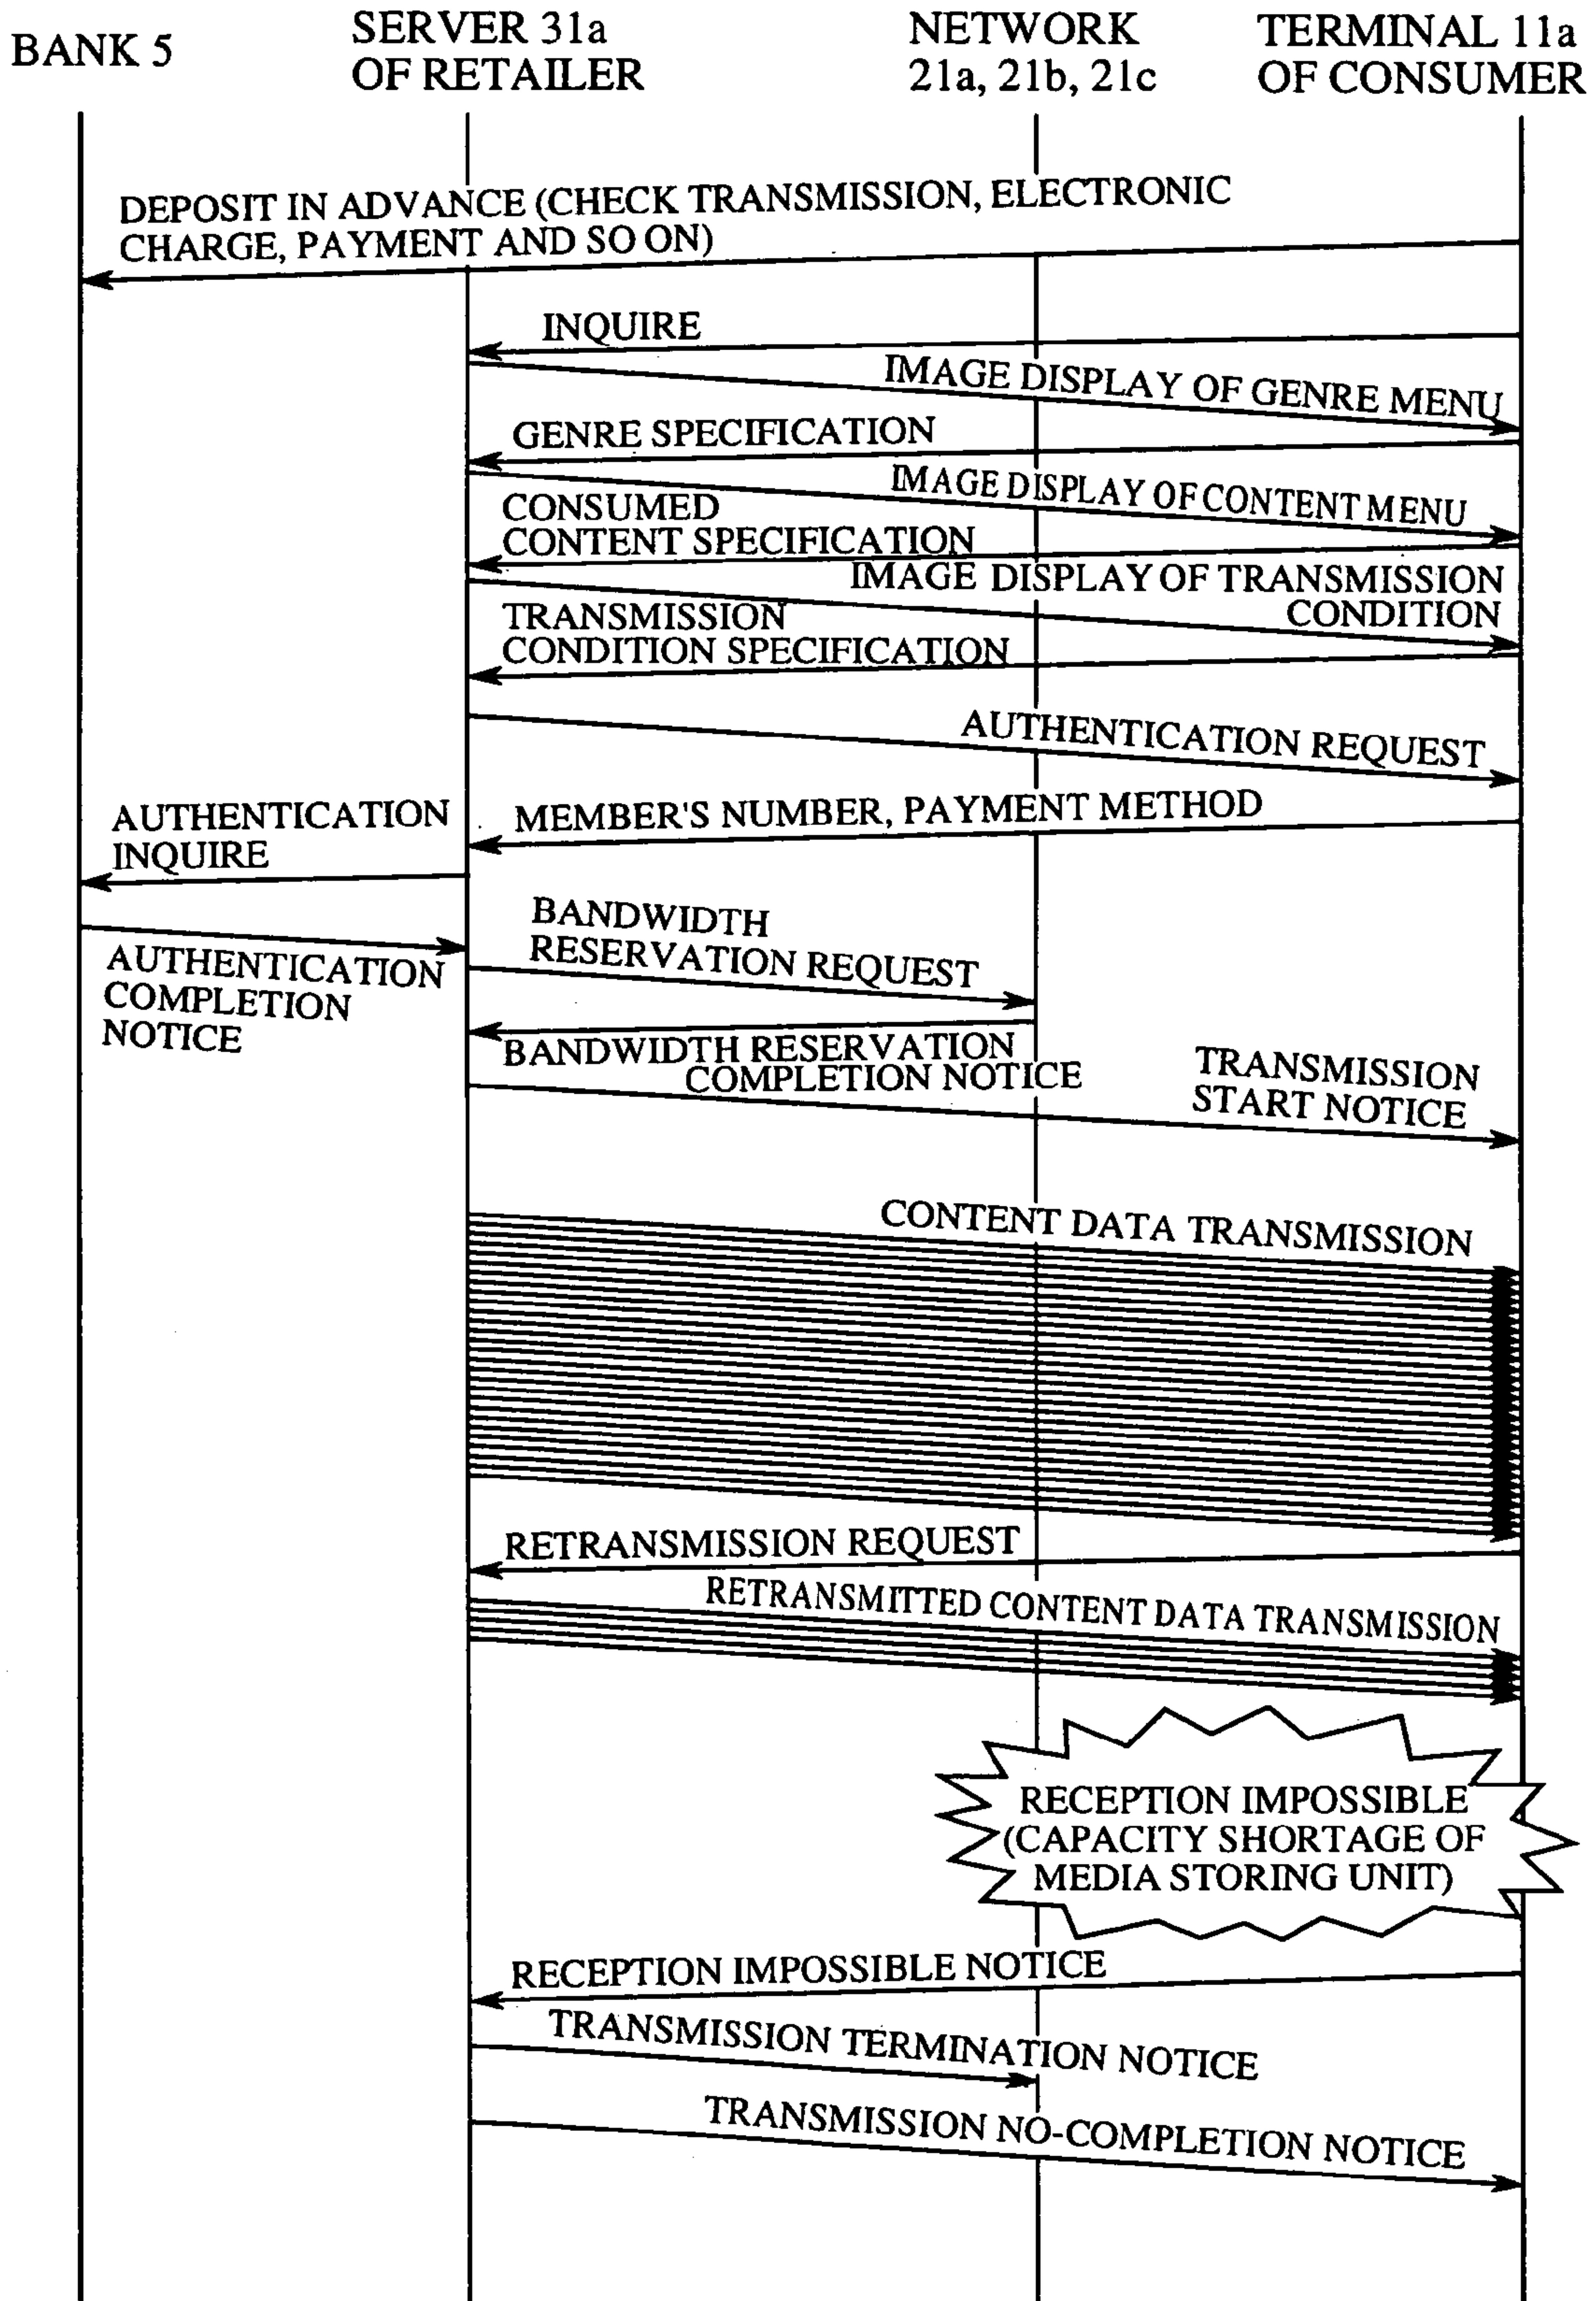 BANK 5
SERVER 31a
OF RETAILER
NETWORK
21a, 21b, 21c
TERMINAL 11a
OF CONSUMER
DEPOSIT IN ADVANCE (CHECK TRANSMISSION, ELECTRONIC
CHARGE, PAYMENT AND SO ON)
INQUIRE
IMAGE DISPLAY OF GENRE MENU
GENRE SPECIFICATION
IMAGE DISPLAY OF CONTENT MENU
CONSUMED
CONTENT SPECIFICATION
IMAGE DISPLAY OF TRANSMISSION
CONDITION
TRANSMISSION
CONDITION SPECIFICATION
AUTHENTICATION REQUEST
MEMBER'S NUMBER, PAYMENT METHOD
AUTHENTICATION
INQUIRE
BANDWIDTH
RESERVATION REQUEST
AUTHENTICATION
COMPLETION
NOTICE
BANDWIDTH RESERVATION
COMPLETION NOTICE
TRANSMISSION
START NOTICE
CONTENT DATA TRANSMISSION
RETRANSMISSION REQUEST
RETRANSMITTED CONTENT DATA TRANSMISSION
RECEPTION IMPOSSIBLE
(CAPACITY SHORTAGE OF
MEDIA STORING UNIT)
RECEPTION IMPOSSIBLE NOTICE
TRANSMISSION TERMINATION NOTICE
TRANSMISSION NO-COMPLETION NOTICE